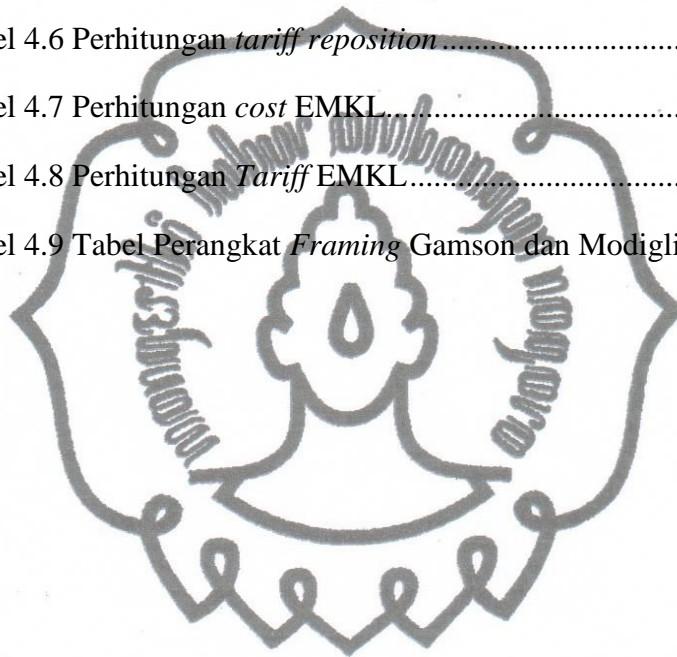 el 4.6 Perhitungan tariff reposition........................................
el 4.7 Perhitungan cost EMKL........................................
el 4.8 Perhitungan Tariff EMKL........................................
el 4.9 Tabel Perangkat Framing Gamson dan Modigli